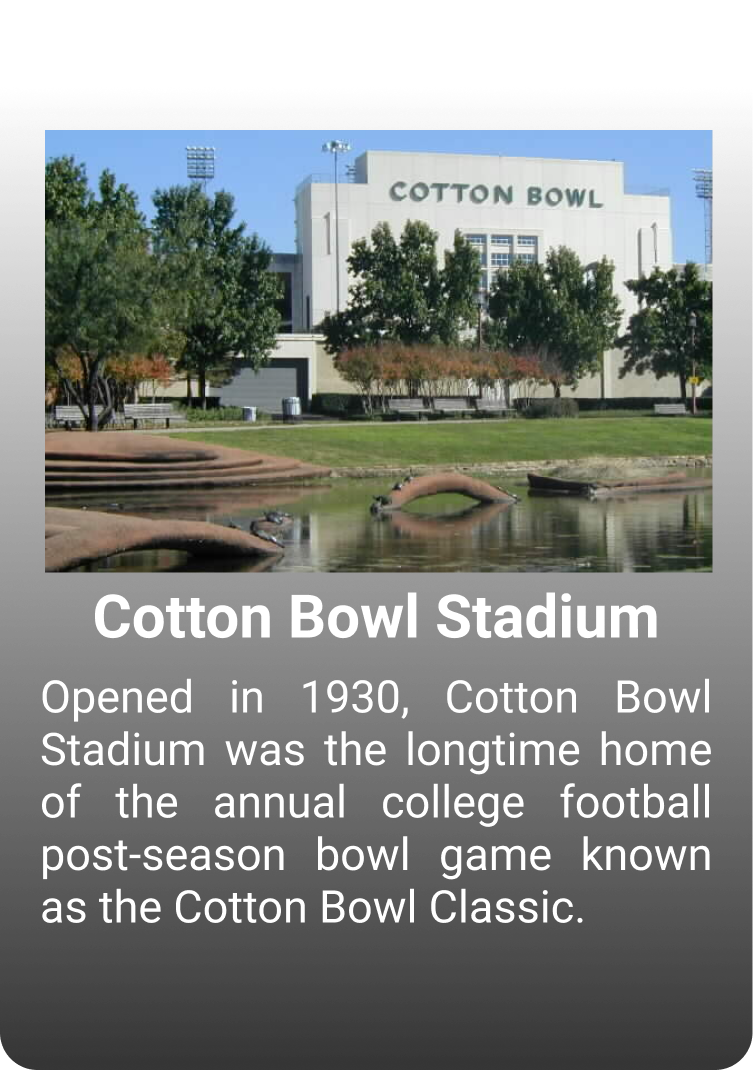 COTTON BOWL
Cotton Bowl Stadium
Opened in 1930, Cotton Bowl
Stadium was the longtime home
of the annual college football
post-season bowl game known
as the Cotton Bowl Classic.